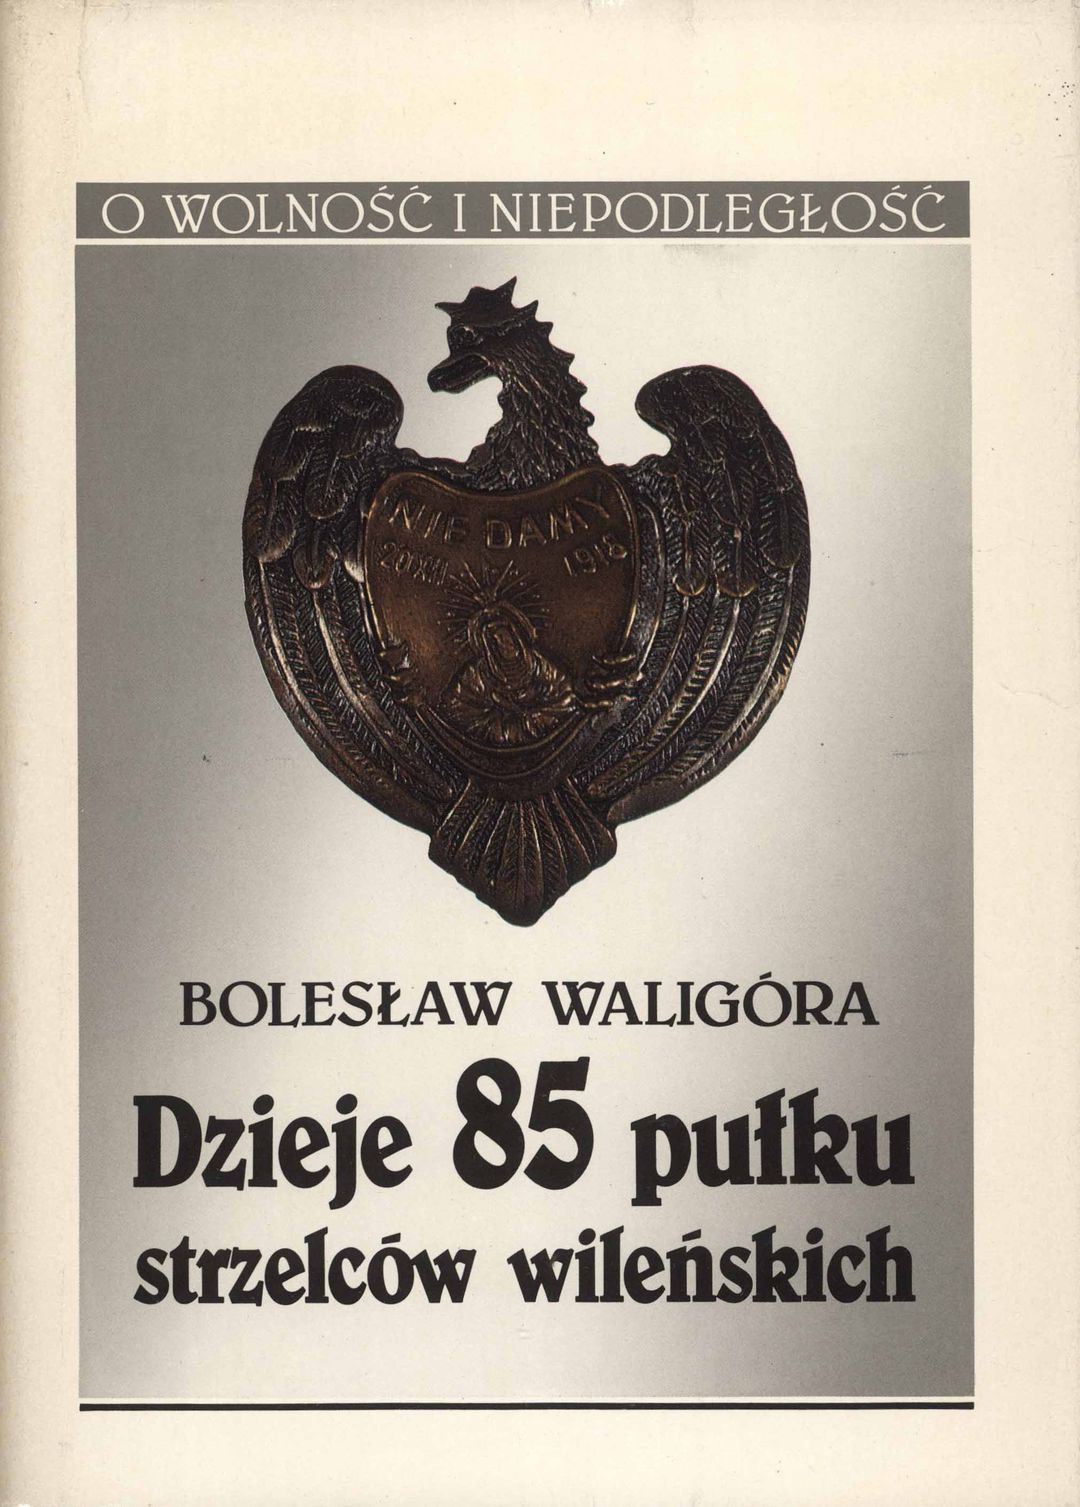 O WOLNOŚĆ I NIEPODLEGŁOŚĆ
NIE DAMY
20 XII 1918
BOLESŁAW WALIGÓRA
Dzieje 85 pułku
strzelców wileńskich